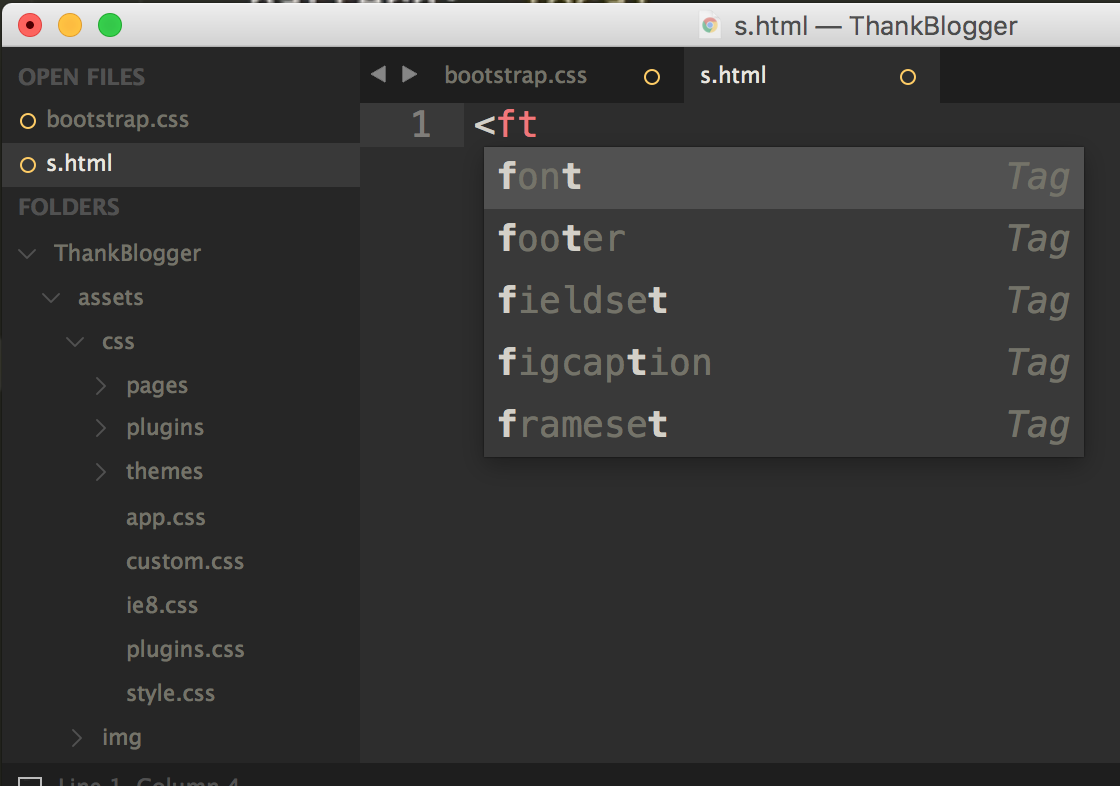 s.html — ThankBlogger
OPEN FILES
bootstrap.css
s.html
FOLDERS
ThankBlogger
assets
css
pages
plugins
themes
app.css
custom.css
ie8.css
plugins.css
style.css
img
bootstrap.css
s.html
1 <ft
font Tag
footer Tag
fieldset Tag
figcaption Tag
frameset Tag
Line 1, Column 4